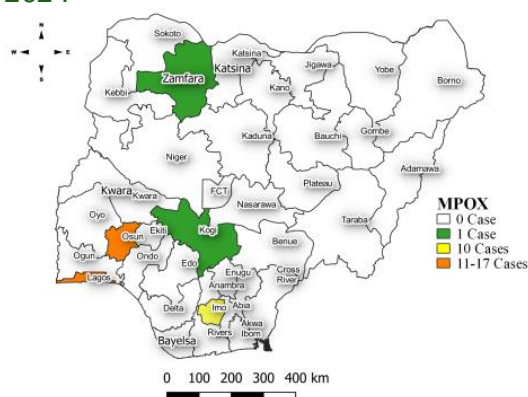 2024
N
W E
S
Sokoto
Zamfara
Katsina
Katsina
Jigawa
Yobe
Borno
Kebbi
Kano
Kaduna
Bauchi
Gombe
Adamawa
Niger
Plateau
Kwara
Kwara
FCT
Nasarawa
Taraba
Oyo
Osun
Ekiti
Kogi
Benue
Ogun
Ondo
Edo
Enugu
Cross
River
Lagos
Anambra
Delta
Imo
Abia
Rivers
Akwa
Ibom
Bayelsa
MPOX
0 Case
1 Case
10 Cases
11-17 Cases
0 100 200 300 400 km